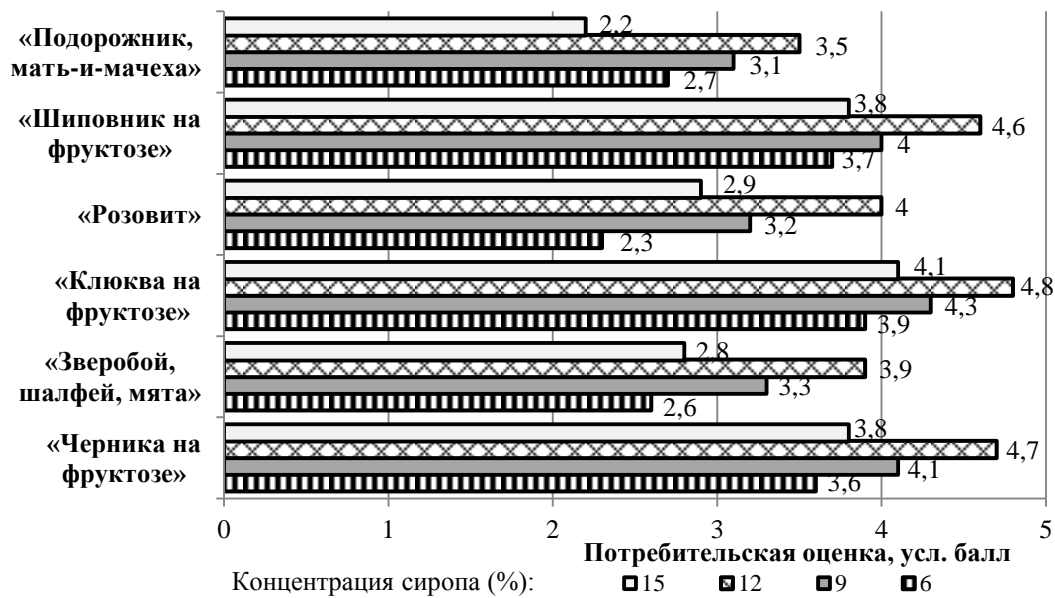 «Подорожник,
мать-и-мачеха»
2,2
3,5
3,1
2,7
«Шиповник на
фруктозе»
3,8
4,6
4
3,7
«Розовит»
2,9
4
3,2
2,3
«Клюква на
фруктозе»
4,1
4,8
4,3
3,9
«Зверобой,
шалфей, мята»
2,8
3,9
3,3
2,6
«Черника на
фруктозе»
3,8
4,7
4,1
3,6
0 1 2 3 4 5
Потребительская оценка, усл. балл
Концентрация сиропа (%): 15 12 9 6